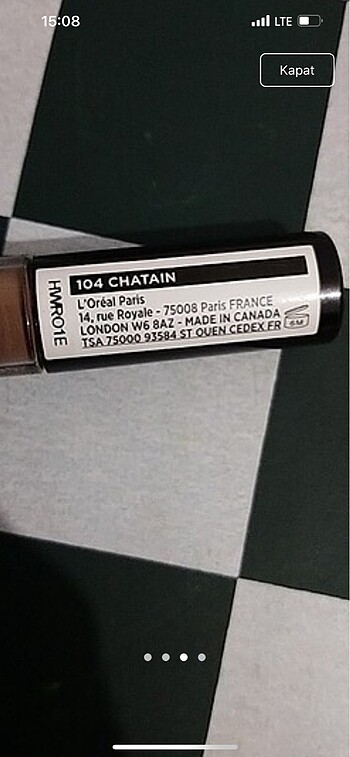 15:08
LTE
Kapat
104 CHATAIN
L'Oréal Paris
14, rue Royale - 75008 Paris FRANCE
LONDON W6 8AZ - MADE IN CANADA
TSA 75000 93584 ST OUEN CEDEX FR
6M